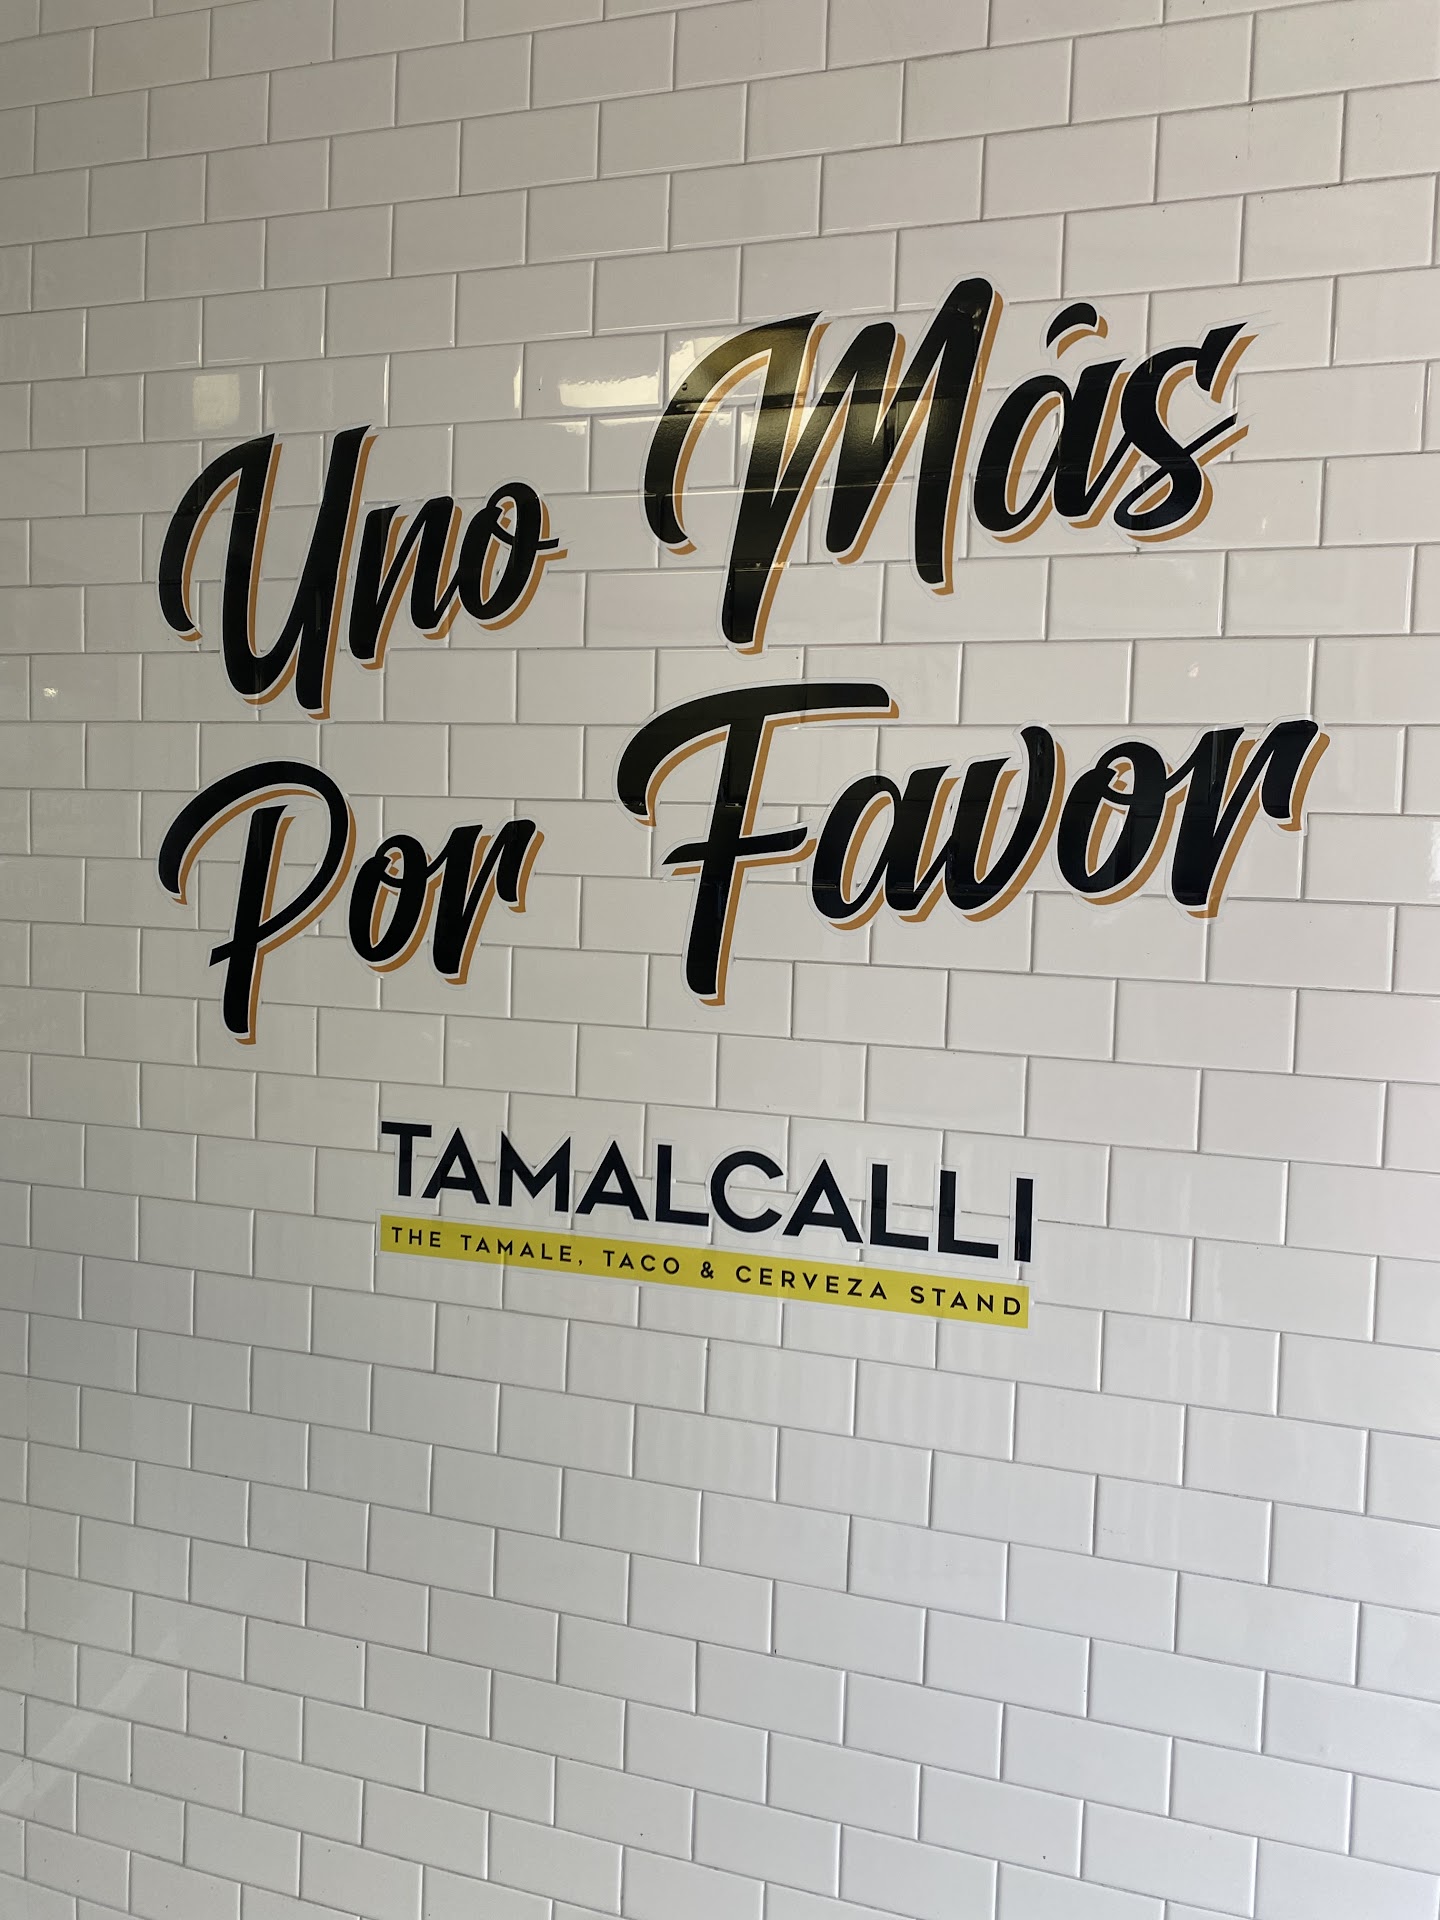 Uno Más
Por Favor
TAMALCALLI
THE TAMALE, TACO & CERVEZA STAND